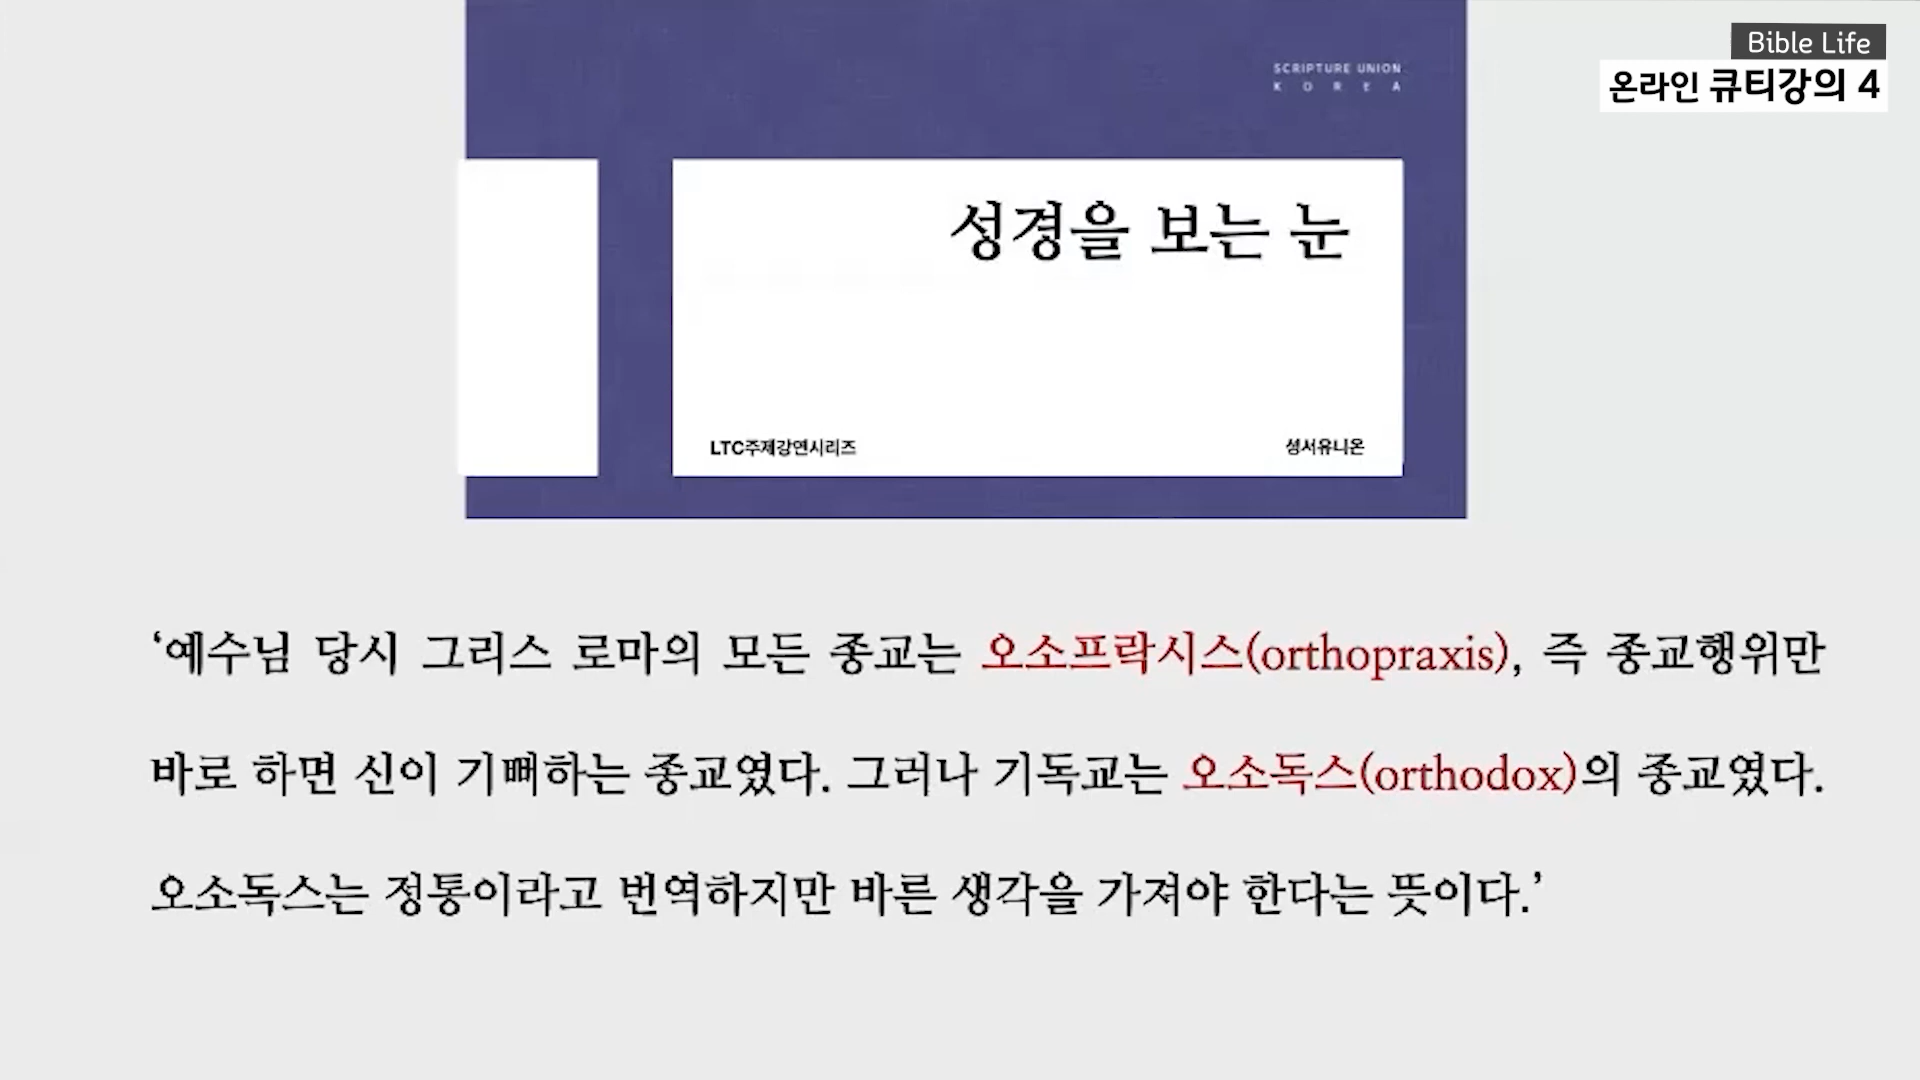 Bible Life
온라인 큐티강의 4
SCRIPTURE UNION
KOREA
성경을 보는 눈
LTC주제강연시리즈
성서유니온
‘예수님 당시 그리스 로마의 모든 종교는 오소프락시스(orthopraxis), 즉 종교행위만
바로 하면 신이 기뻐하는 종교였다. 그러나 기독교는 오소독스(orthodox)의 종교였다.
오소독스는 정통이라고 번역하지만 바른 생각을 가져야 한다는 뜻이다.’